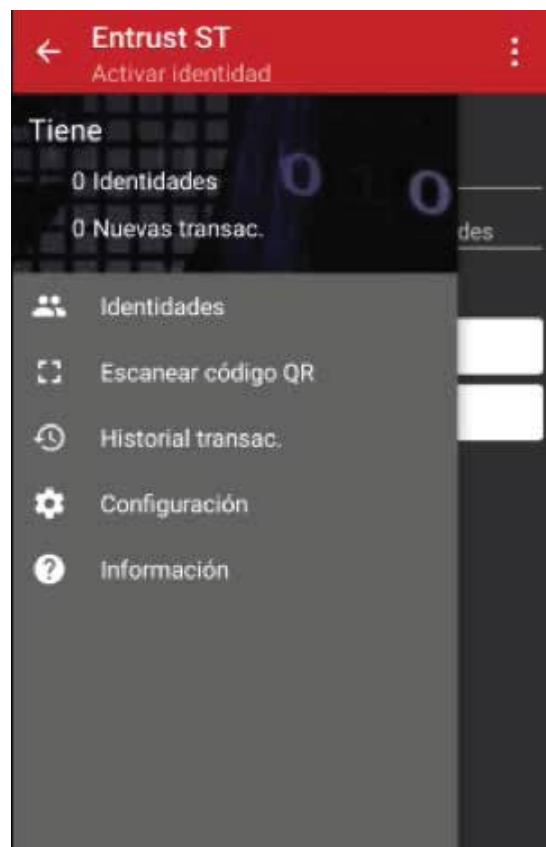 Entrust ST
Activar identidad
Tiene
0 Identidades
0 Nuevas transac.
des
Identidades
Escanear código QR
Historial transac.
Configuración
Información